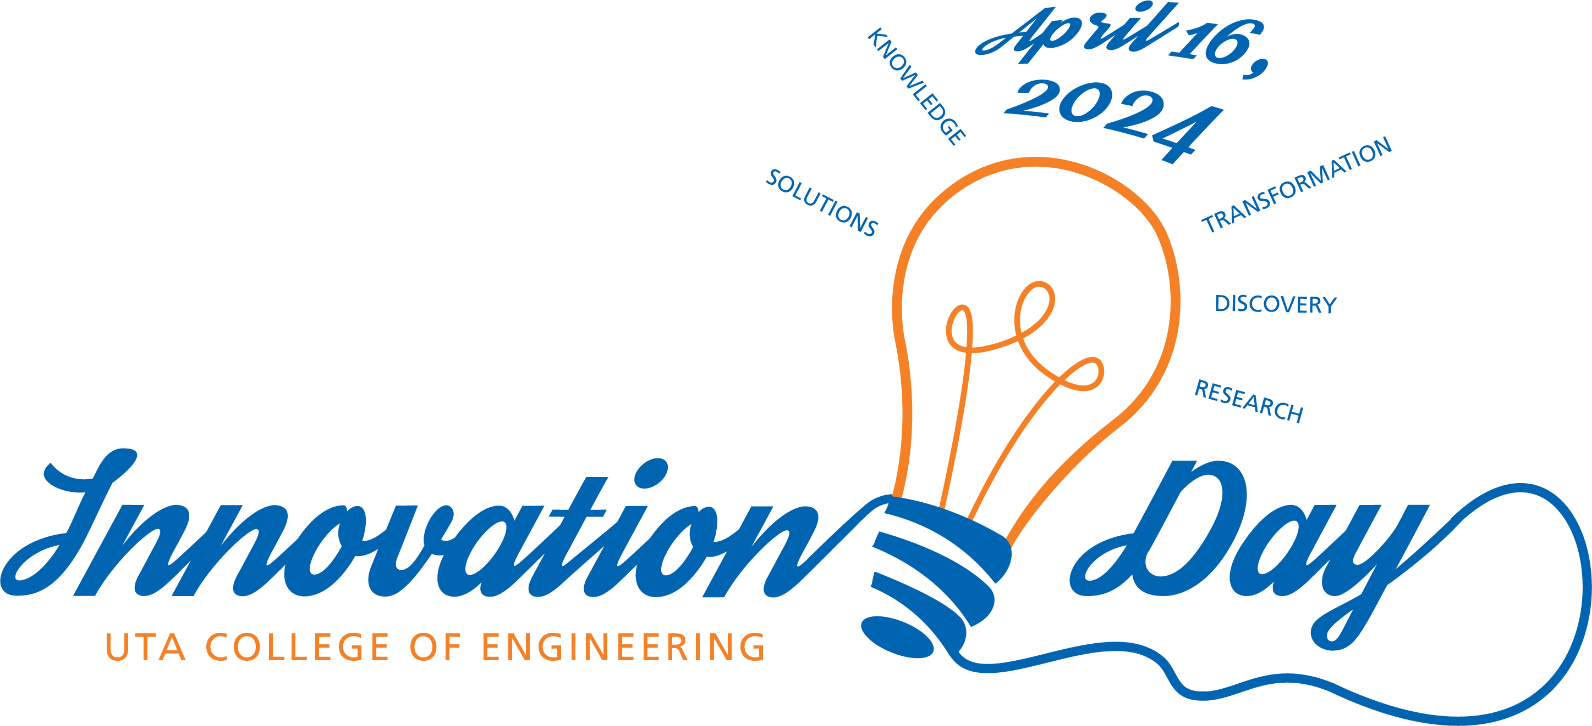 April 16,
2024
KNOWLEDGE
SOLUTIONS
TRANSFORMATION
DISCOVERY
RESEARCH
Innovation Day
UTA COLLEGE OF ENGINEERING